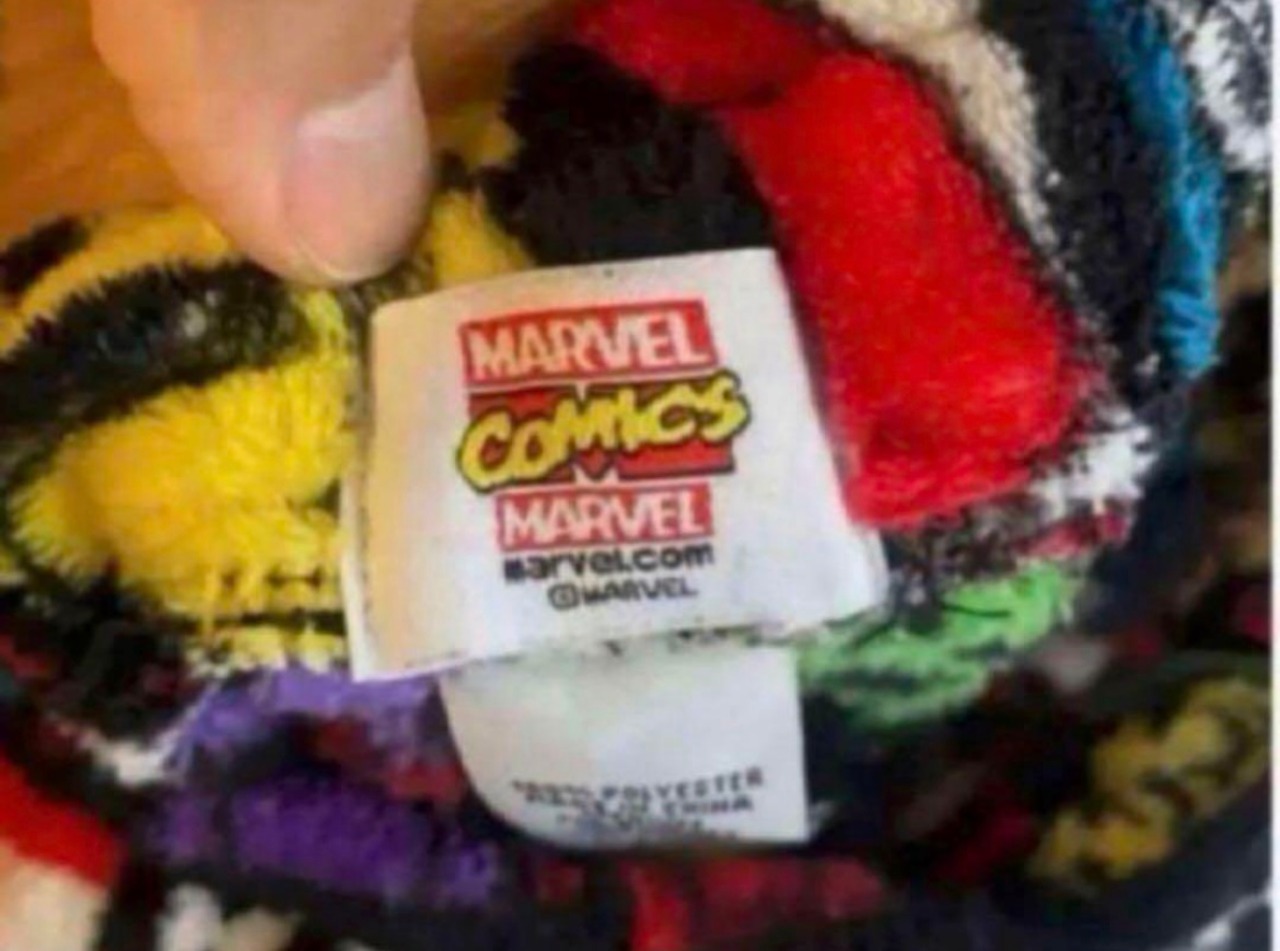 MARVEL
COMICS
MARVEL
marvel.com
@MARVEL
100% POLYESTER
MADE IN CHINA